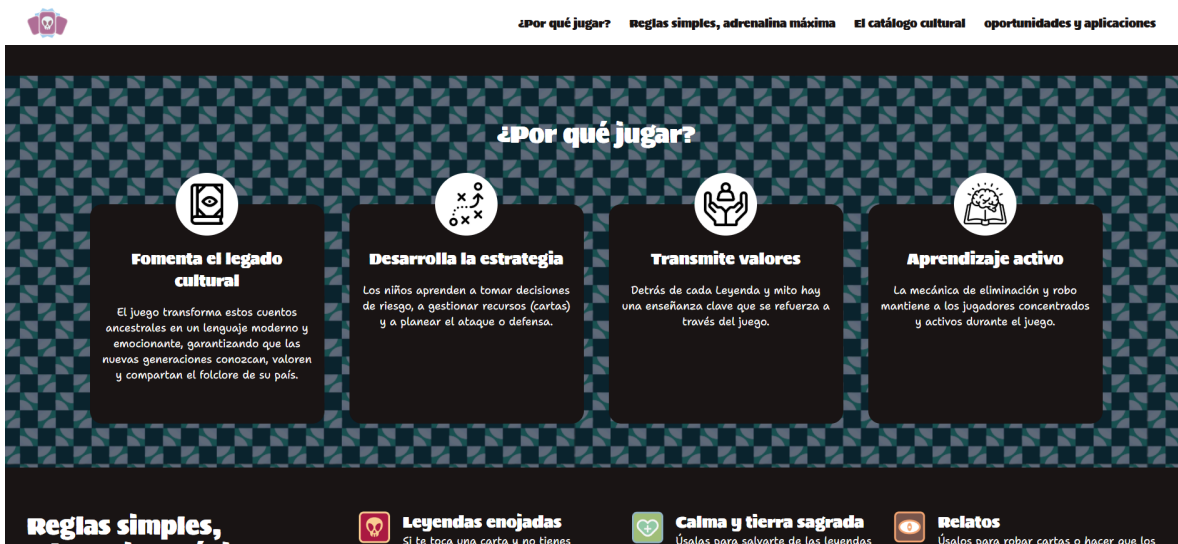 ¿Por qué jugar? Reglas simples, adrenalina máxima El catálogo cultural oportunidades y aplicaciones
¿Por qué jugar?
Fomenta el legado
cultural
El juego transforma estos cuentos
ancestrales en un lenguaje moderno y
emocionante, garantizando que las
nuevas generaciones conozcan, valoren
y compartan el folclore de su país.
Desarrolla la estrategia
Los niños aprenden a tomar decisiones
de riesgo, a gestionar recursos (cartas)
y a planear el ataque o defensa.
Transmite valores
Detrás de cada Leyenda y mito hay
una enseñanza clave que se refuerza a
través del juego.
Aprendizaje activo
La mecánica de eliminación y robo
mantiene a los jugadores concentrados
y activos durante el juego.
Reglas simples,
Leyendas enojadas
Si te toca una carta y no tienes
Calma y tierra sagrada
Úsalas para salvarte de las leyendas
Relatos
Úsalos para robar cartas o hacer que los